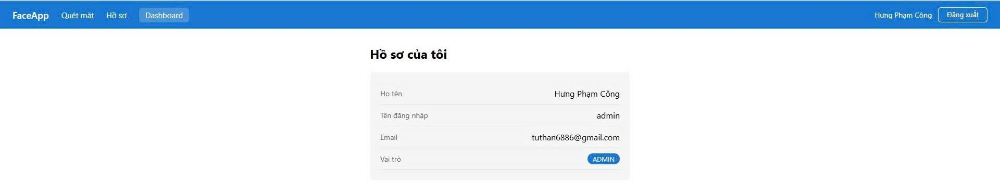 FaceApp Quét mặt Hồ sơ Dashboard Hưng Phạm Công Đăng xuất
Hồ sơ của tôi
Họ tên Hưng Phạm Công
Tên đăng nhập admin
Email tuthan6886@gmail.com
Vai trò ADMIN